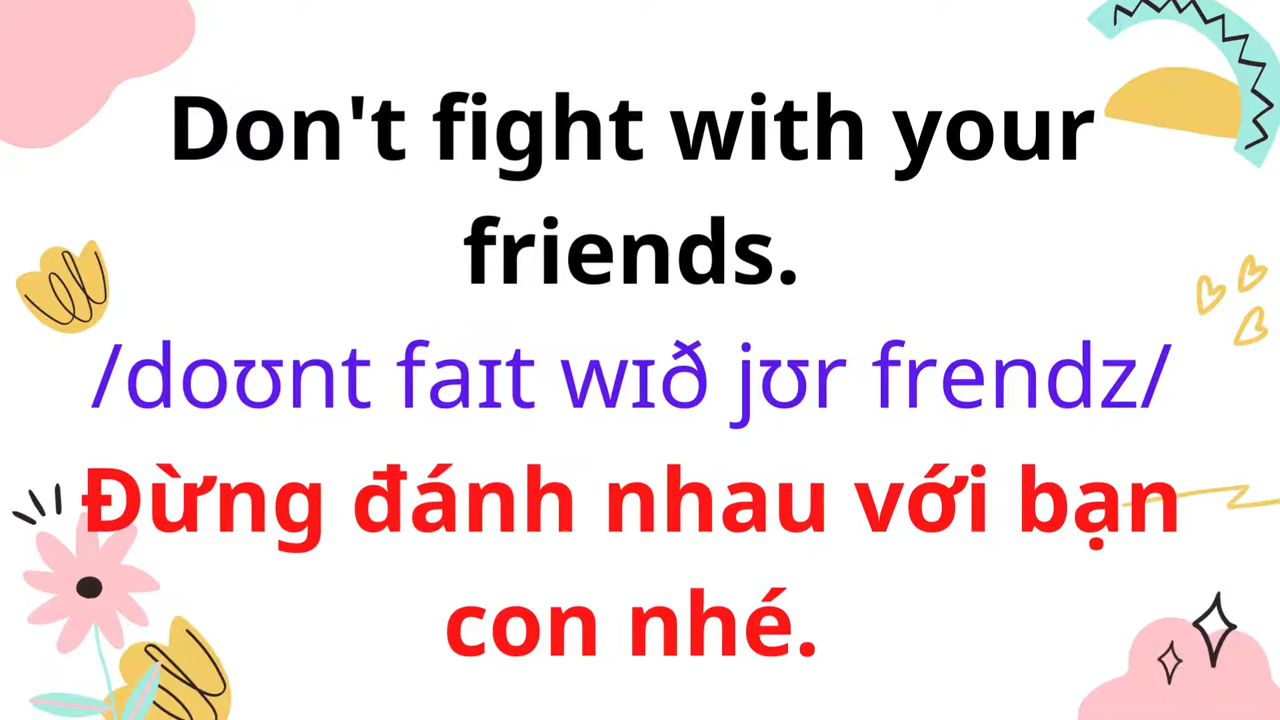 Don't fight with your
friends.
/doʊnt faɪt wɪð jʊr frendz/
Đừng đánh nhau với bạn
con nhé.